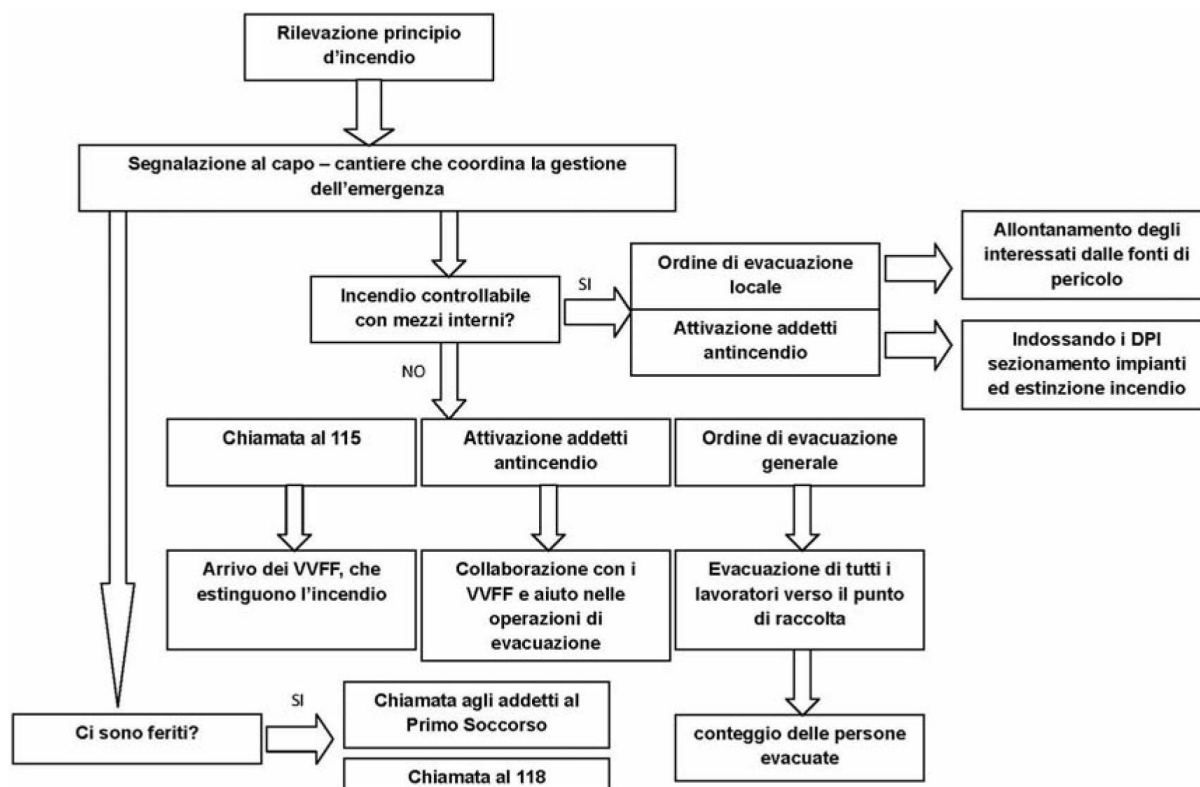 Rilevazione principio
d'incendio
Segnalazione al capo – cantiere che coordina la gestione
dell'emergenza
Incendio controllabile
con mezzi interni?
SI
Ordine di evacuazione
locale
Attivazione addetti
antincendio
Allontanamento degli
interessati dalle fonti di
pericolo
Indossando i DPI
sezionamento impianti
ed estinzione incendio
NO
Chiamata al 115
Attivazione addetti
antincendio
Ordine di evacuazione
generale
Arrivo dei VVFF, che
estinguono l'incendio
Collaborazione con i
VVFF e aiuto nelle
operazioni di
evacuazione
Evacuazione di tutti i
lavoratori verso il punto
di raccolta
conteggio delle persone
evacuate
Ci sono feriti?
SI
Chiamata agli addetti al
Primo Soccorso
Chiamata al 118